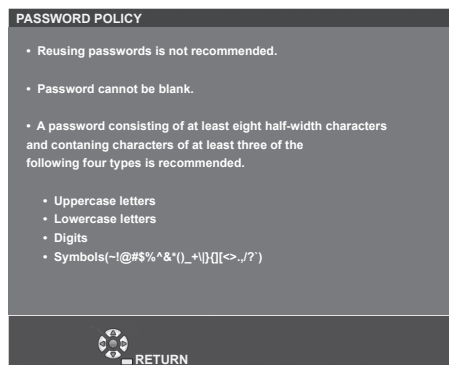 PASSWORD POLICY
• Reusing passwords is not recommended.
• Password cannot be blank.
• A password consisting of at least eight half-width characters
and contaning characters of at least three of the
following four types is recommended.
• Uppercase letters
• Lowercase letters
• Digits
• Symbols(~!@#$%^&*()_+\|}{][<>.,/?`)
RETURN